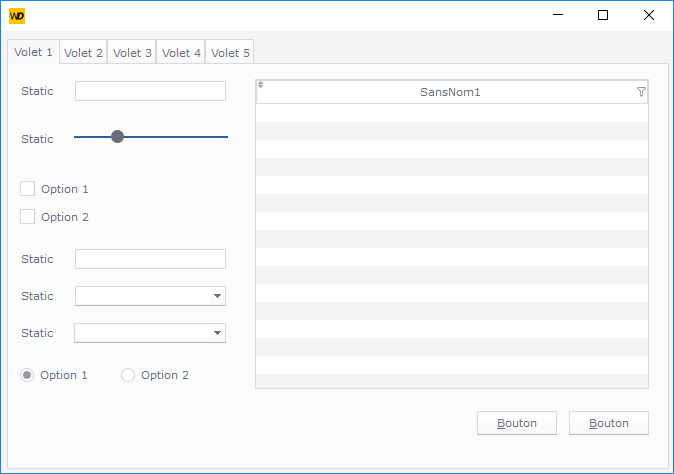 WD
Volet 1 Volet 2 Volet 3 Volet 4 Volet 5
Static
SansNom1
Static
Option 1
Option 2
Static
Static
Static
Option 1 Option 2
Bouton Bouton